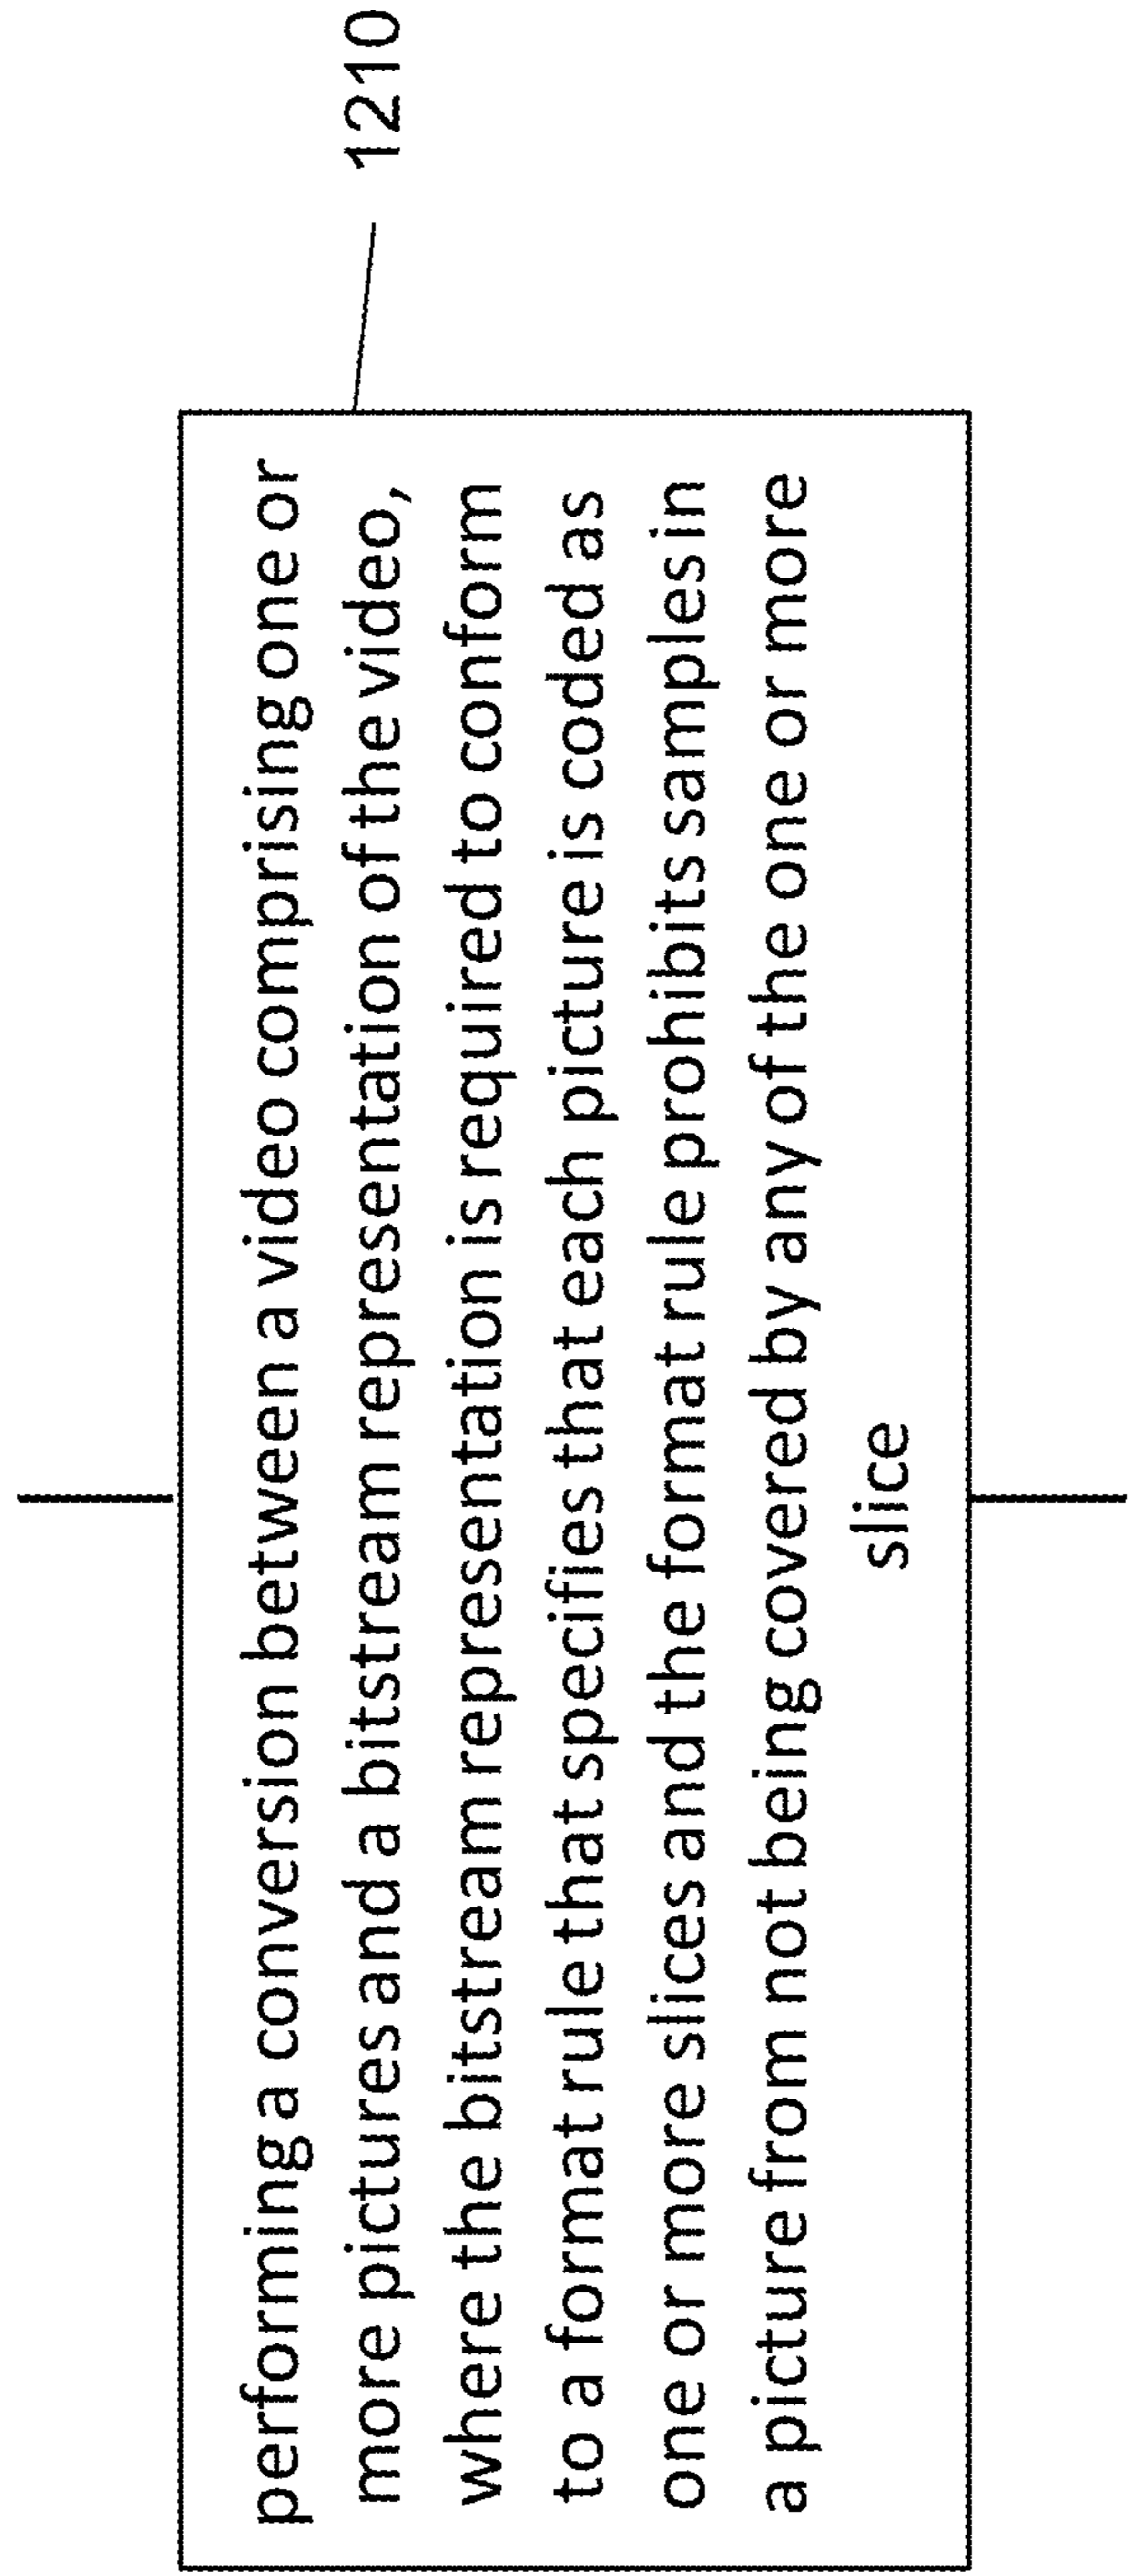 performing a conversion between a video comprising one or
more pictures and a bitstream representation of the video,
where the bitstream representation is required to conform
to a format rule that specifies that each picture is coded as
one or more slices and the format rule prohibits samples in
a picture from not being covered by any of the one or more
slice
1210